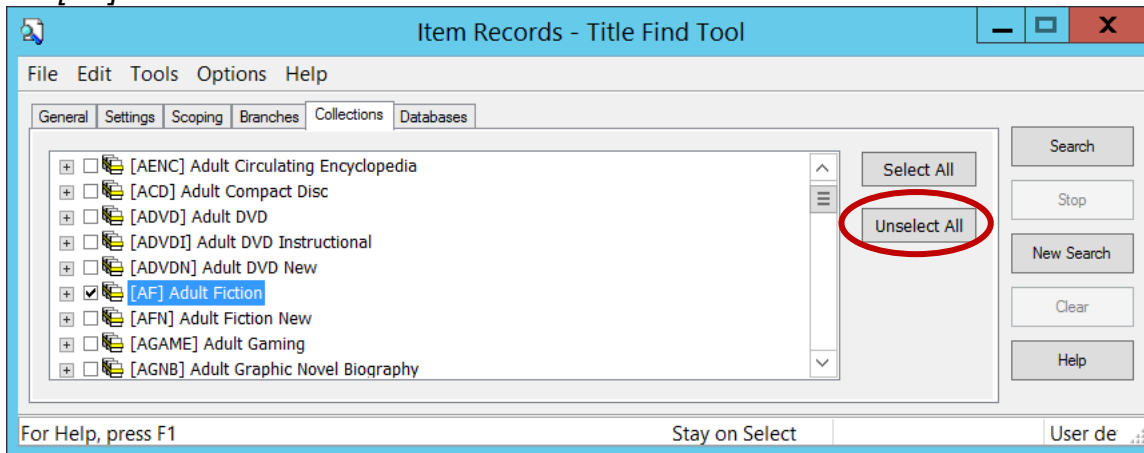 Item Records - Title Find Tool
X
File Edit Tools Options Help
General Settings Scoping Branches Collections Databases
[AENC] Adult Circulating Encyclopedia
[ACD] Adult Compact Disc
[ADVD] Adult DVD
[ADVDI] Adult DVD Instructional
[ADVDN] Adult DVD New
[AF] Adult Fiction
[AFN] Adult Fiction New
[AGAME] Adult Gaming
[AGNB] Adult Graphic Novel Biography
Select All
Unselect All
Search
Stop
New Search
Clear
Help
For Help, press F1 Stay on Select User de